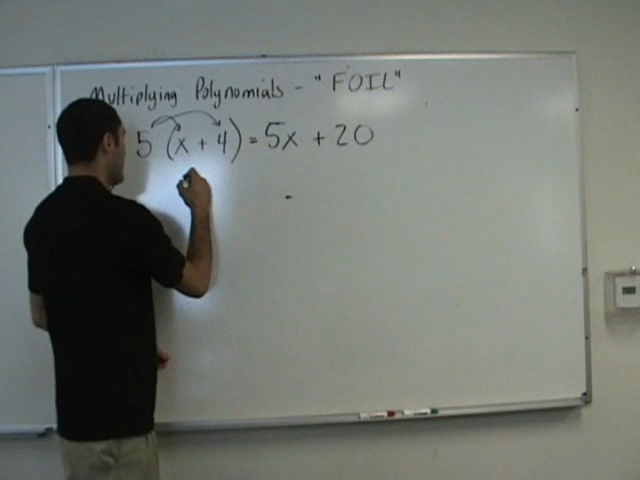 Multiplying Polynomials - "FOIL"
5 (x + 4) = 5x + 20